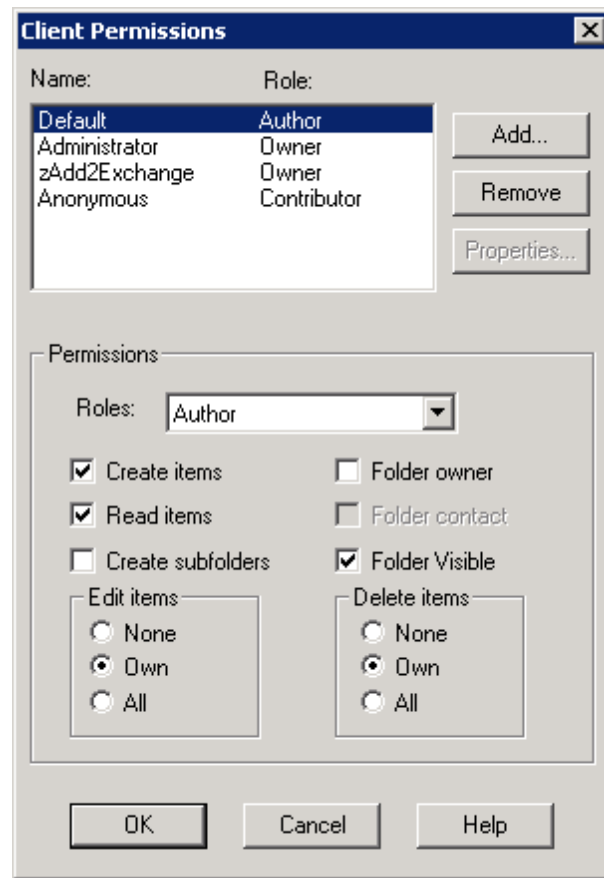 Client Permissions
Name: Role:
Default Author
Administrator Owner
zAdd2Exchange Owner
Anonymous Contributor
Add...
Remove
Properties...
Permissions
Roles: Author
Create items Folder owner
Read items Folder contact
Create subfolders Folder Visible
Edit items Delete items
None None
Own Own
All All
OK Cancel Help